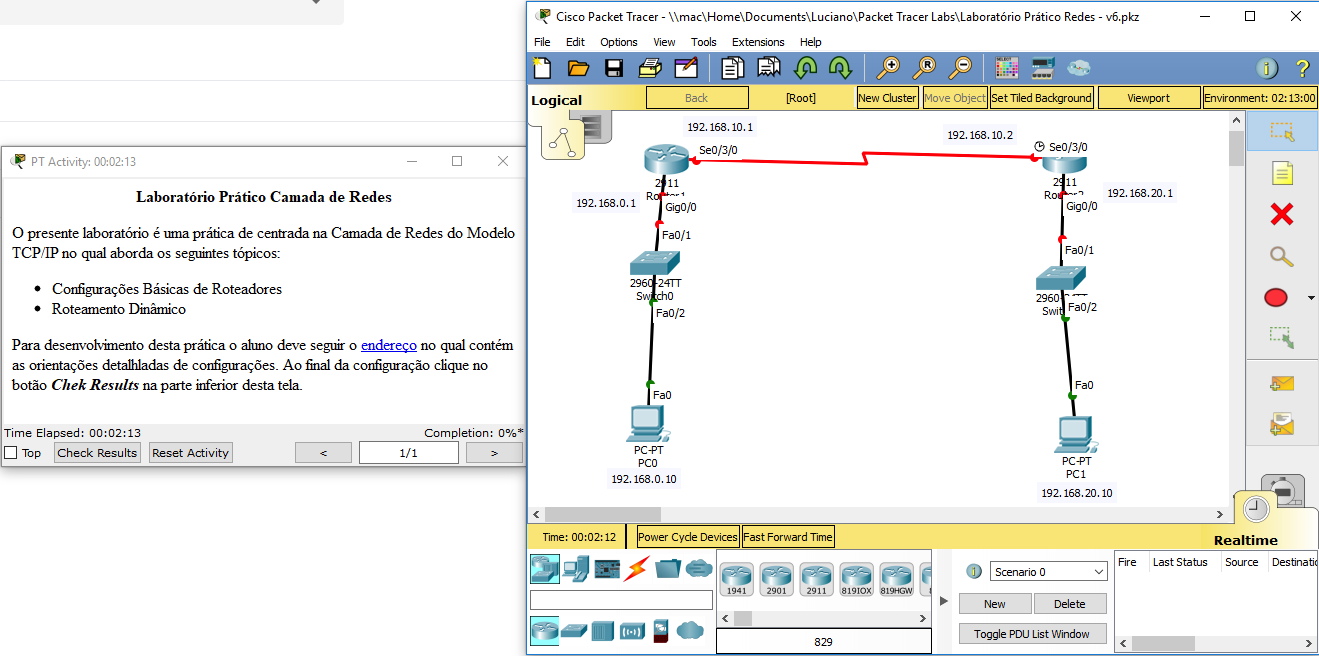 PT Activity: 00:02:13
Laboratório Prático Camada de Redes
O presente laboratório é uma prática de centrada na Camada de Redes do Modelo
TCP/IP no qual aborda os seguintes tópicos:
Configurações Básicas de Roteadores
Roteamento Dinâmico
Para desenvolvimento desta prática o aluno deve seguir o endereço no qual contém
as orientações detalhladas de configurações. Ao final da configuração clique no
botão Chek Results na parte inferior desta tela.
Time Elapsed: 00:02:13 Completion: 0%*
Top Check Results Reset Activity < 1/1 >
Cisco Packet Tracer - \\mac\Home\Documents\Luciano\Packet Tracer Labs\Laboratório Prático Redes - v6.pkz
File Edit Options View Tools Extensions Help
Logical Back [Root] New Cluster Move Object Set Tiled Background Viewport Environment: 02:13:00
192.168.10.1
192.168.10.2
Se0/3/0
Se0/3/0
2911
2911
192.168.0.1
192.168.20.1
Gig0/0
Gig0/0
Fa0/1
Fa0/1
2960-24TT
Switch0
Fa0/2
Fa0/2
Fa0
Fa0
PC-PT
PC0
192.168.0.10
PC-PT
PC1
192.168.20.10
Time: 00:02:12 Power Cycle Devices Fast Forward Time Realtime
1941 2901 2911 819IOX 819HGW
829
Scenario 0
New Delete
Toggle PDU List Window
Fire Last Status Source Destinatio